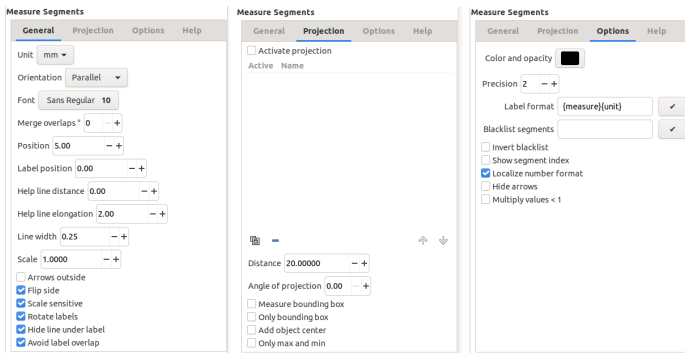 Measure Segments
General Projection Options Help
Unit mm
Orientation Parallel
Font Sans Regular 10
Merge overlaps ° 0 − +
Position 5.00 − +
Label position 0.00 − +
Help line distance 0.00 − +
Help line elongation 2.00 − +
Line width 0.25 − +
Scale 1.0000 − +
Arrows outside
Flip side
Scale sensitive
Rotate labels
Hide line under label
Avoid label overlap
Measure Segments
General Projection Options Help
Activate projection
Active Name
Distance 20.00000 − +
Angle of projection 0.00 − +
Measure bounding box
Only bounding box
Add object center
Only max and min
Measure Segments
General Projection Options Help
Color and opacity
Precision 2 − +
Label format {measure}{unit}
Blacklist segments
Invert blacklist
Show segment index
Localize number format
Hide arrows
Multiply values < 1